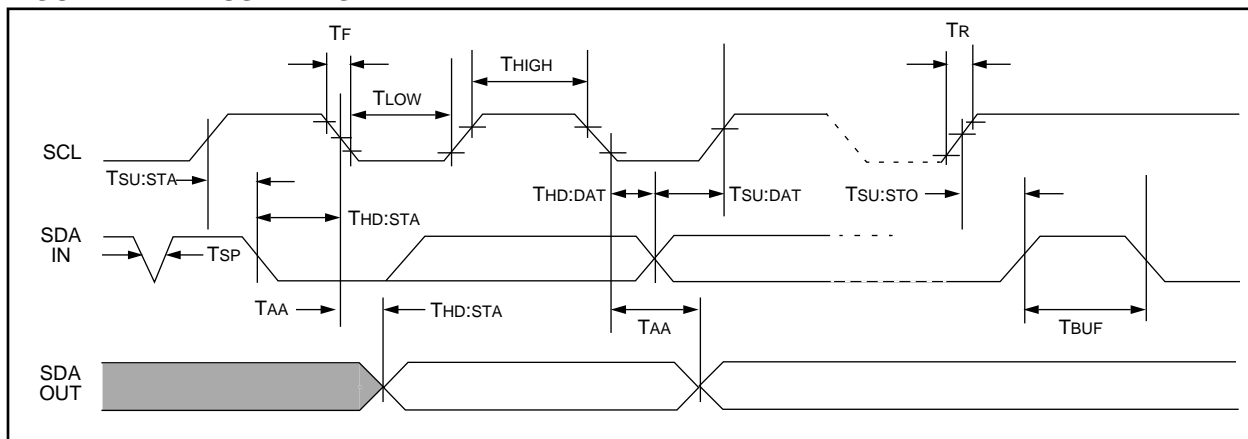 TF
TR
THIGH
TLOW
SCL
TSU:STA
THD:DAT
TSU:DAT
TSU:STO
THD:STA
SDA
IN
TSP
TAA
THD:STA
TAA
TBUF
SDA
OUT